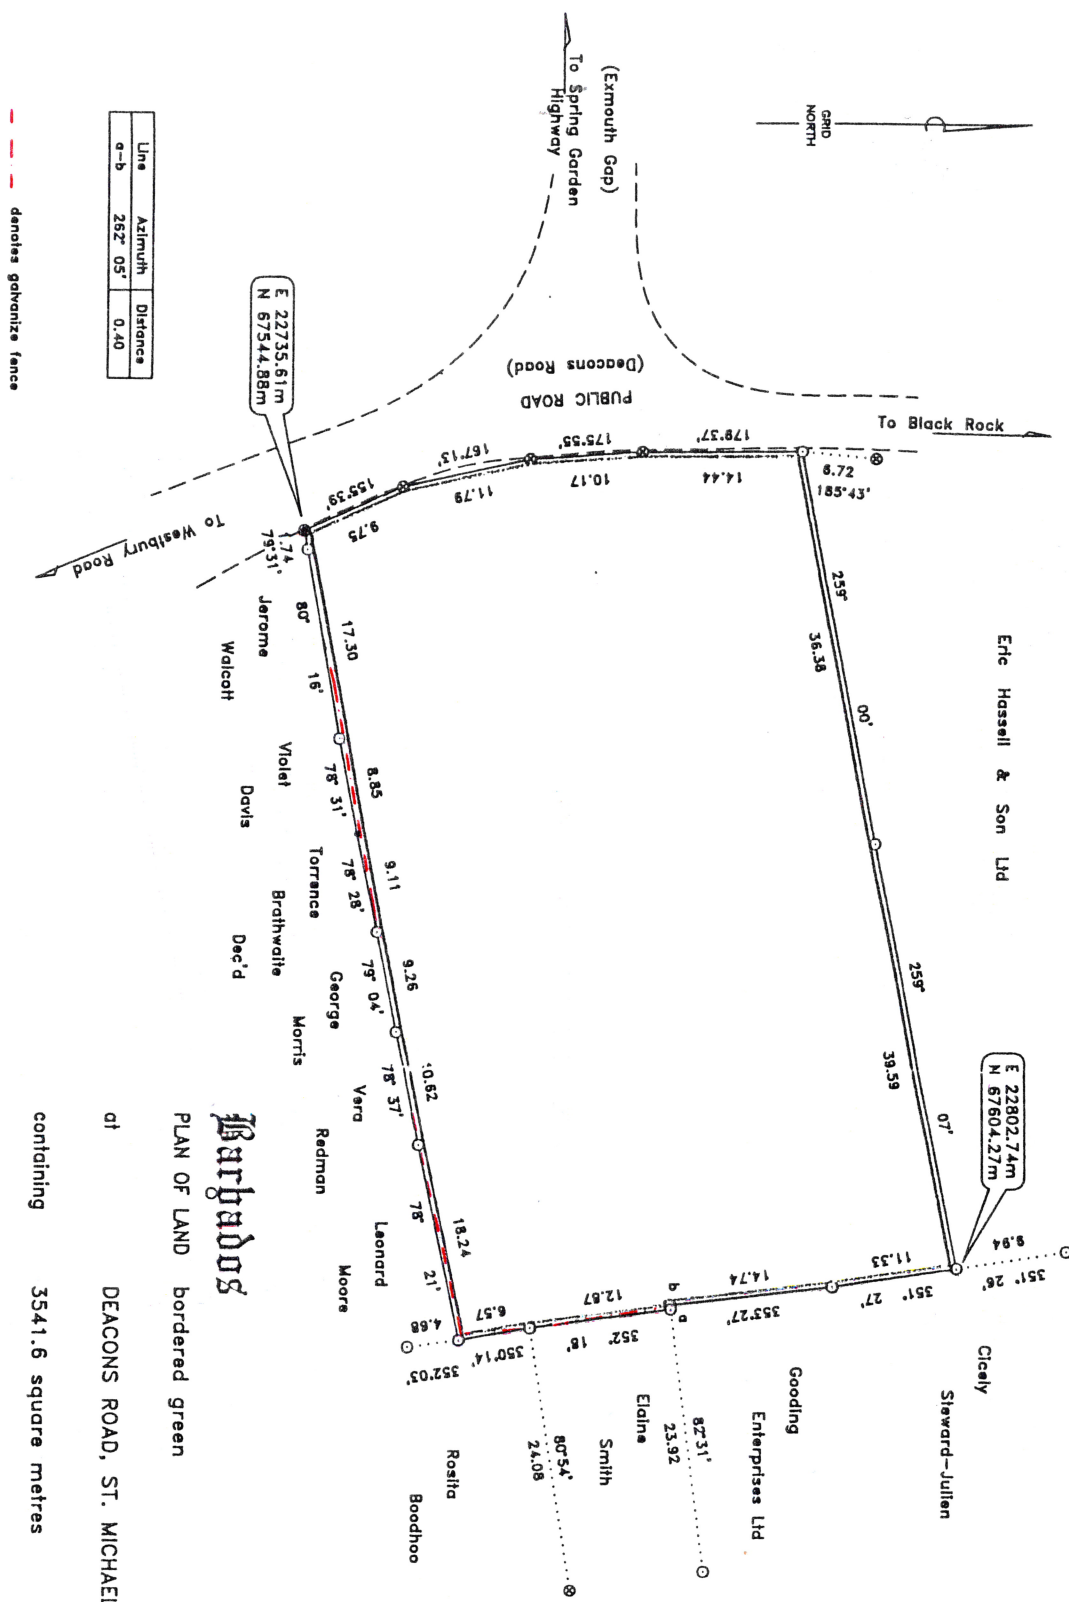 GRID
NORTH
(Exmouth Gap)
To Spring Garden
Highway
PUBLIC ROAD
(Deacons Road)
To Black Rock
To Westbury Road
E 22735.61m
N 67544.88m
E 22802.74m
N 67604.27m
Line Azimuth Distance
a-b 262° 05' 0.40
denotes galvanize fence
179°37'
14.44
175°55'
10.17
167°13'
11.79
155°39'
9.75
185°43'
259° 00'
36.38
259° 07'
39.59
351° 26'
9.94
351° 27'
11.33
353°27'
14.74
b
a
352° 18'
12.67
350°14'
6.57
352°03'
4.68
82°31'
23.92
80°54'
24.08
79°31'
80° 16'
17.30
78° 31'
8.85
78° 28'
9.11
79° 04'
9.26
78° 37'
78° 21'
18.24
Eric Hassell & Son Ltd
Cicely
Steward-Julien
Gooding
Enterprises Ltd
Elaine
Smith
Rosita
Boodhoo
Jerome
Walcott
Violet
Davis
Torrence
Brathwaite
Dec'd
George
Morris
Vera
Redman
Leonard
Moore
Barbados
PLAN OF LAND bordered green
at DEACONS ROAD, ST. MICHAEL
containing 3541.6 square metres